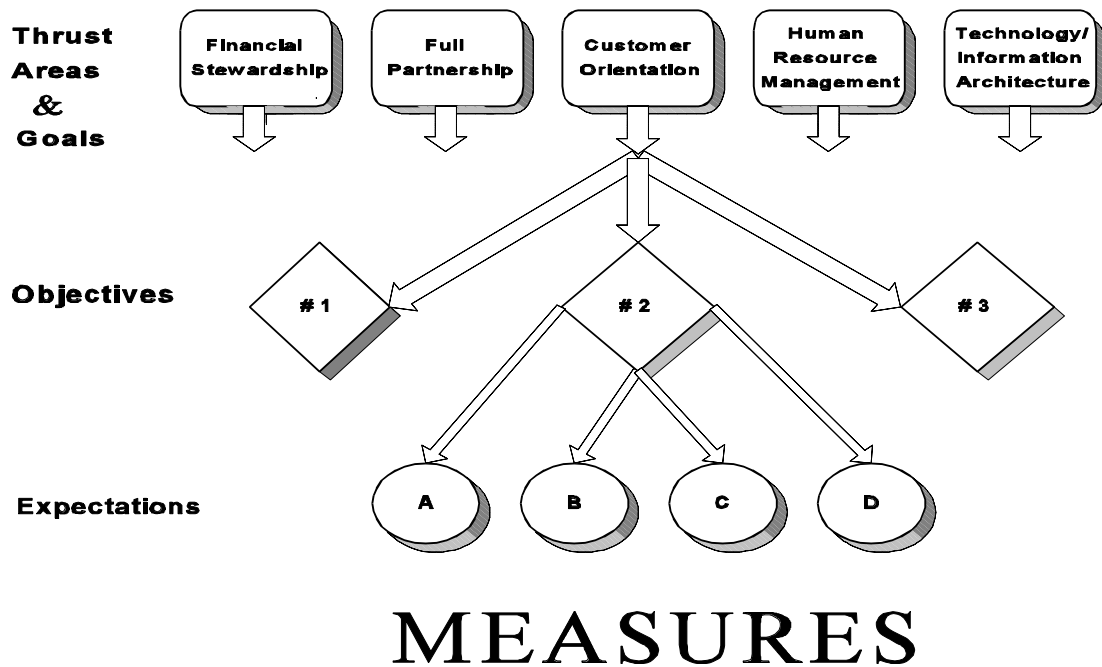 Thrust
Areas
&
Goals
Financial
Stewardship
Full
Partnership
Customer
Orientation
Human
Resource
Management
Technology/
Information
Architecture
Objectives
# 1
# 2
# 3
Expectations
A
B
C
D
MEASURES